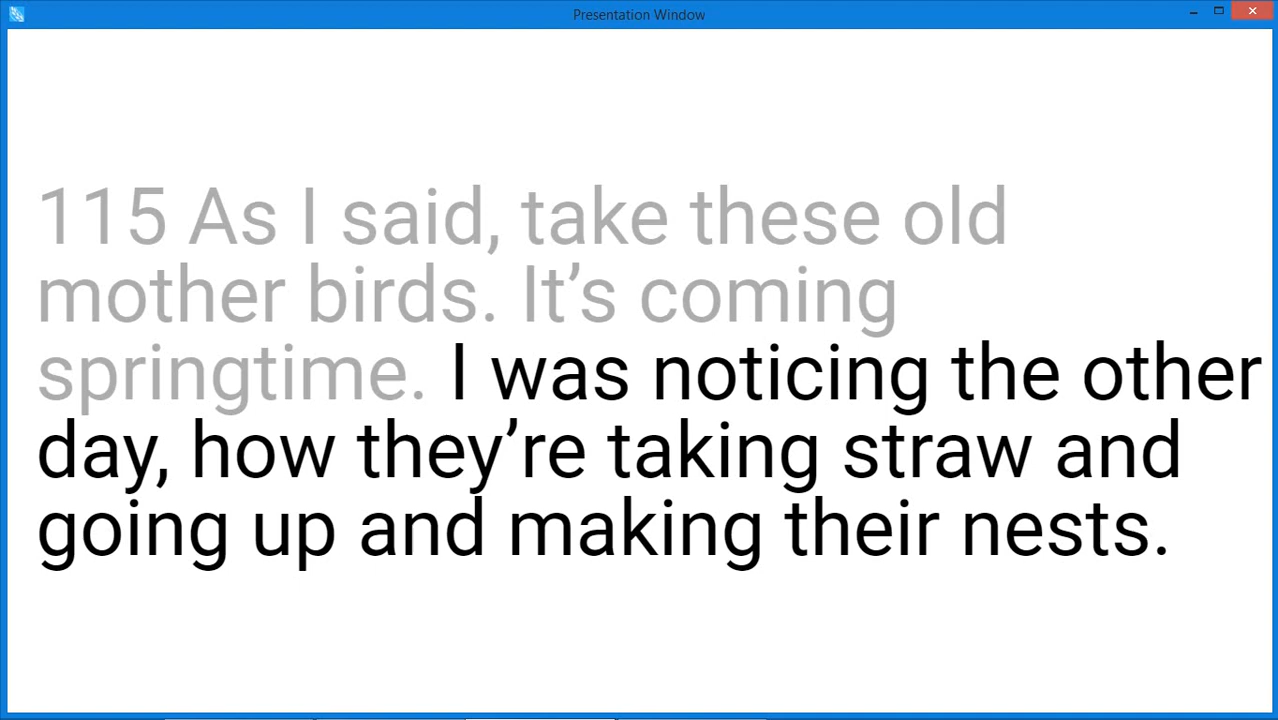 Presentation Window
115 As I said, take these old
mother birds. It’s coming
springtime. I was noticing the other
day, how they’re taking straw and
going up and making their nests.